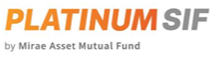 PLATINUM SIF
by Mirae Asset Mutual Fund